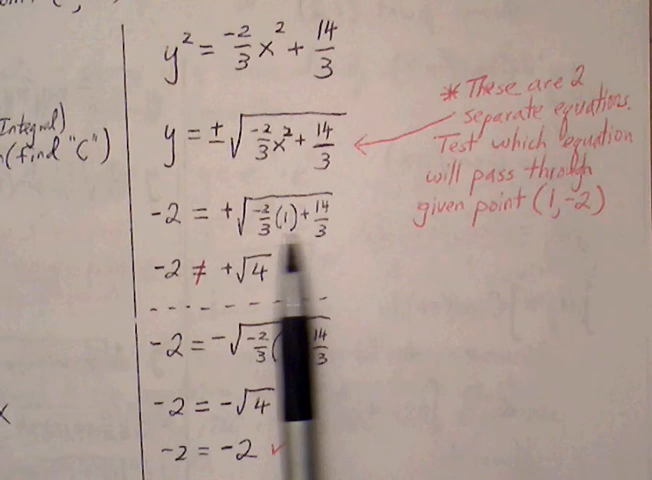 Integral)
(find "C")
y² = -2/3 x² + 14/3
y = ± √(-2/3 x² + 14/3)
* These are 2
separate equations.
Test which equation
will pass through
given point (1, -2)
-2 = + √(-2/3 (1) + 14/3)
-2 ≠ + √4
-2 = - √(-2/3 ( 14/3)
-2 = - √4
-2 = -2 ✓
x